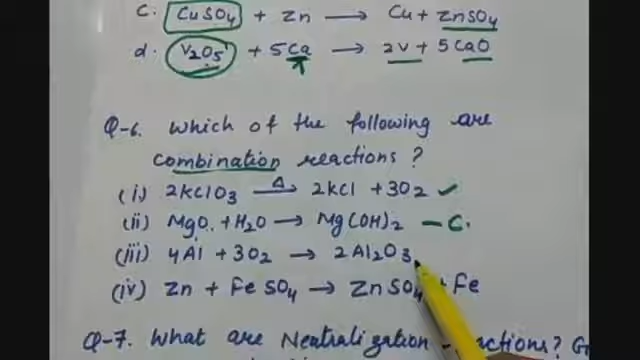 c. CuSO4 + Zn → Cu + ZnSO4
d. V2O5 + 5Ca → 2V + 5CaO
Q-6. Which of the following are
combination reactions?
(i) 2KClO3 —Δ→ 2KCl + 3O2 ✓
(ii) MgO + H2O → Mg(OH)2 — C.
(iii) 4Al + 3O2 → 2Al2O3
(iv) Zn + FeSO4 → ZnSO4 + Fe
Q-7. What are Neutralization reactions?